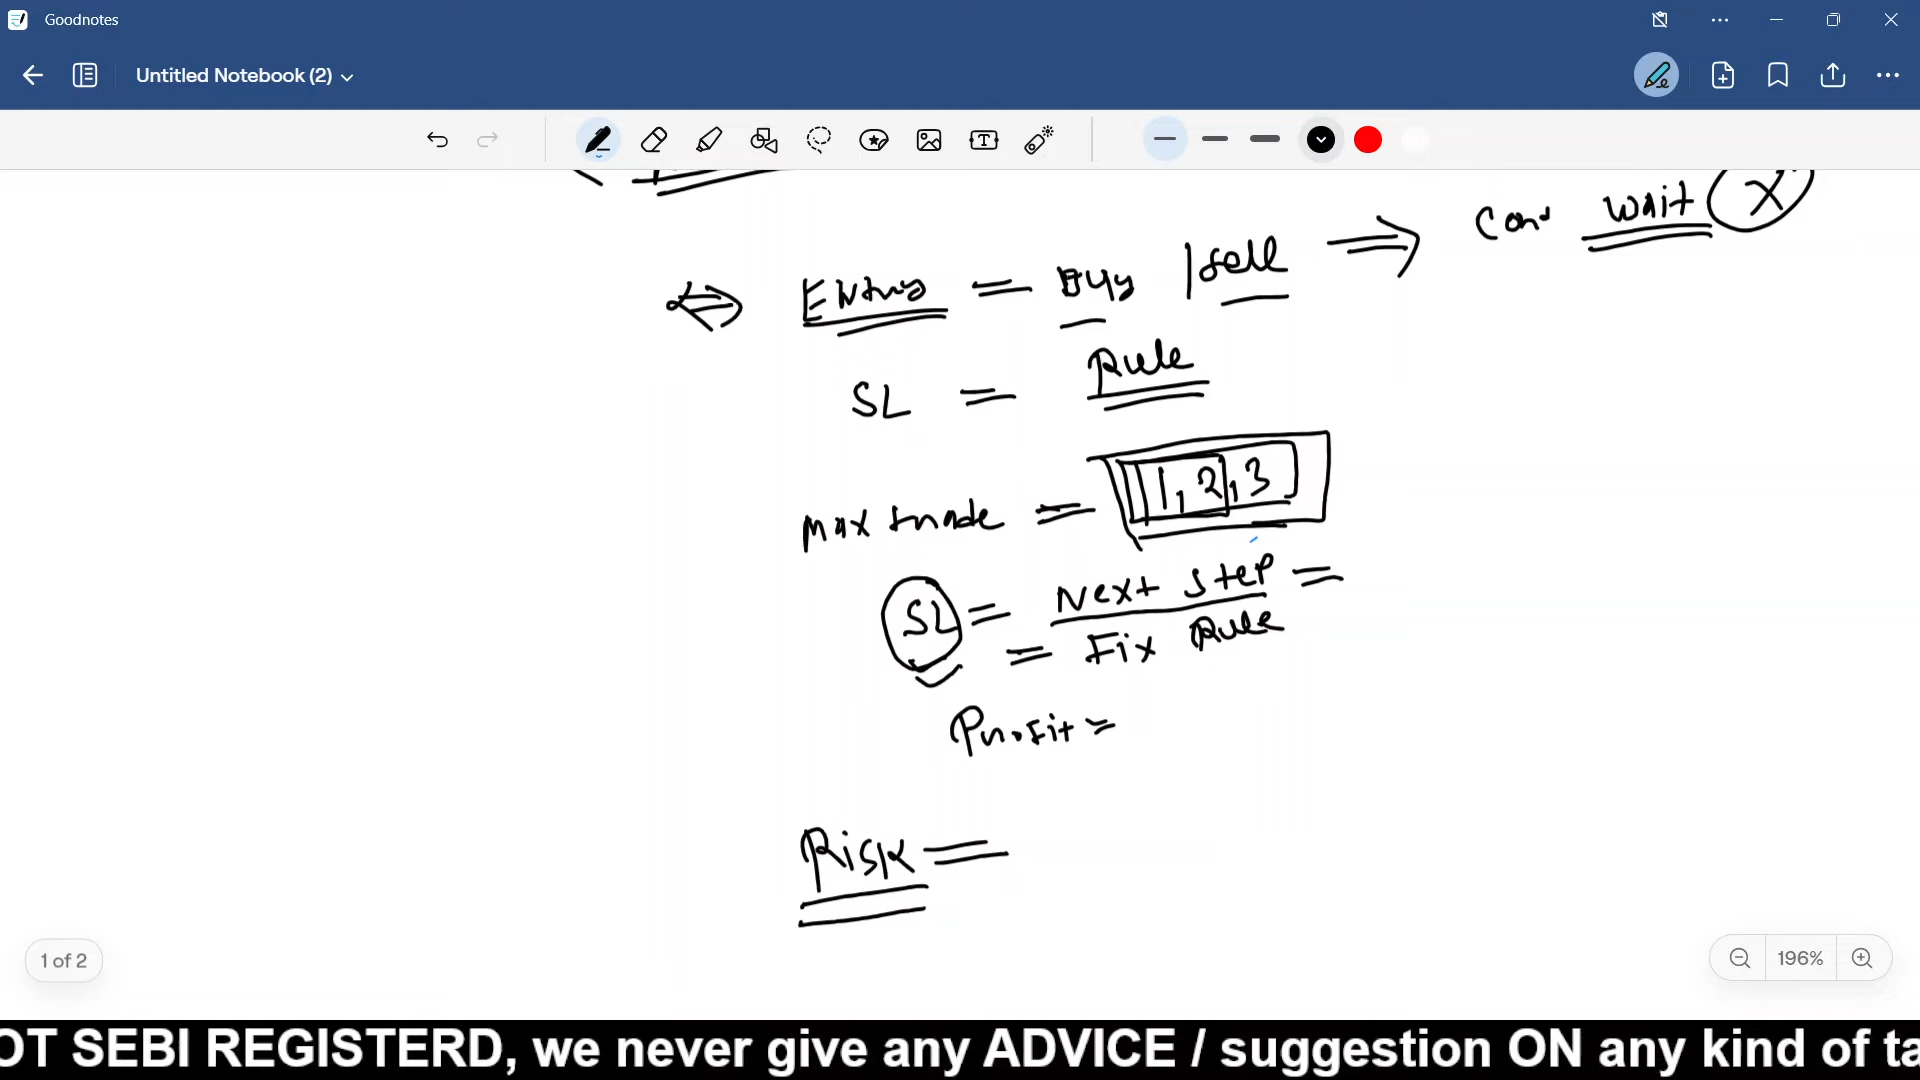 Goodnotes
Untitled Notebook (2)
wait X
Entry = Buy | sell
SL = Rule
Max trade = 1, 2, 3
SL = Next Step =
= Fix Rule
Profit =
Risk =
1 of 2
196%
OT SEBI REGISTERD, we never give any ADVICE / suggestion ON any kind of ta